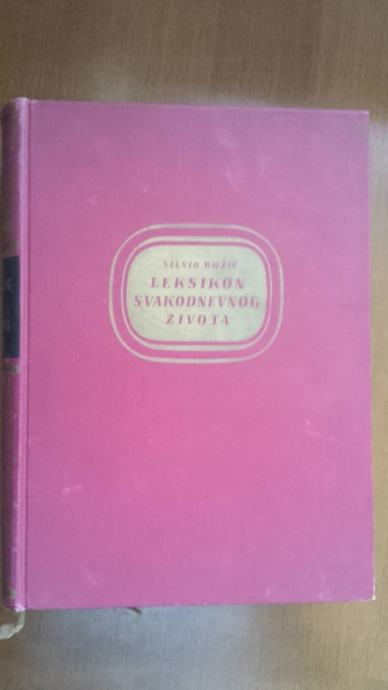 SILVIO RUŽIĆ
LEKSIKON
SVAKODNEVNOG
ŽIVOTA